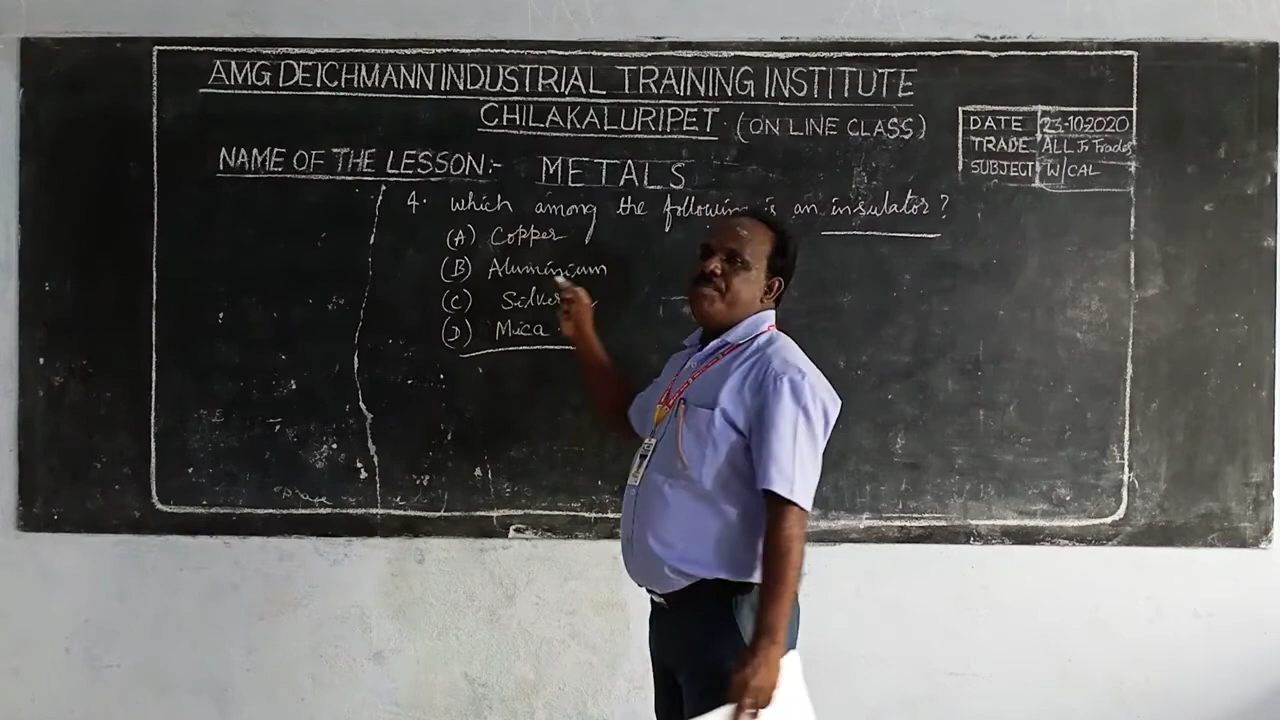 AMG DEICHMANN INDUSTRIAL TRAINING INSTITUTE
CHILAKALURIPET. (ON LINE CLASS)
DATE 23-10-2020
TRADE ALL Jr Trades
SUBJECT W/CAL
NAME OF THE LESSON:- METALS
4. which among the following is an insulator?
(A) Copper
(B) Aluminium
(C) Silver
(D) Mica